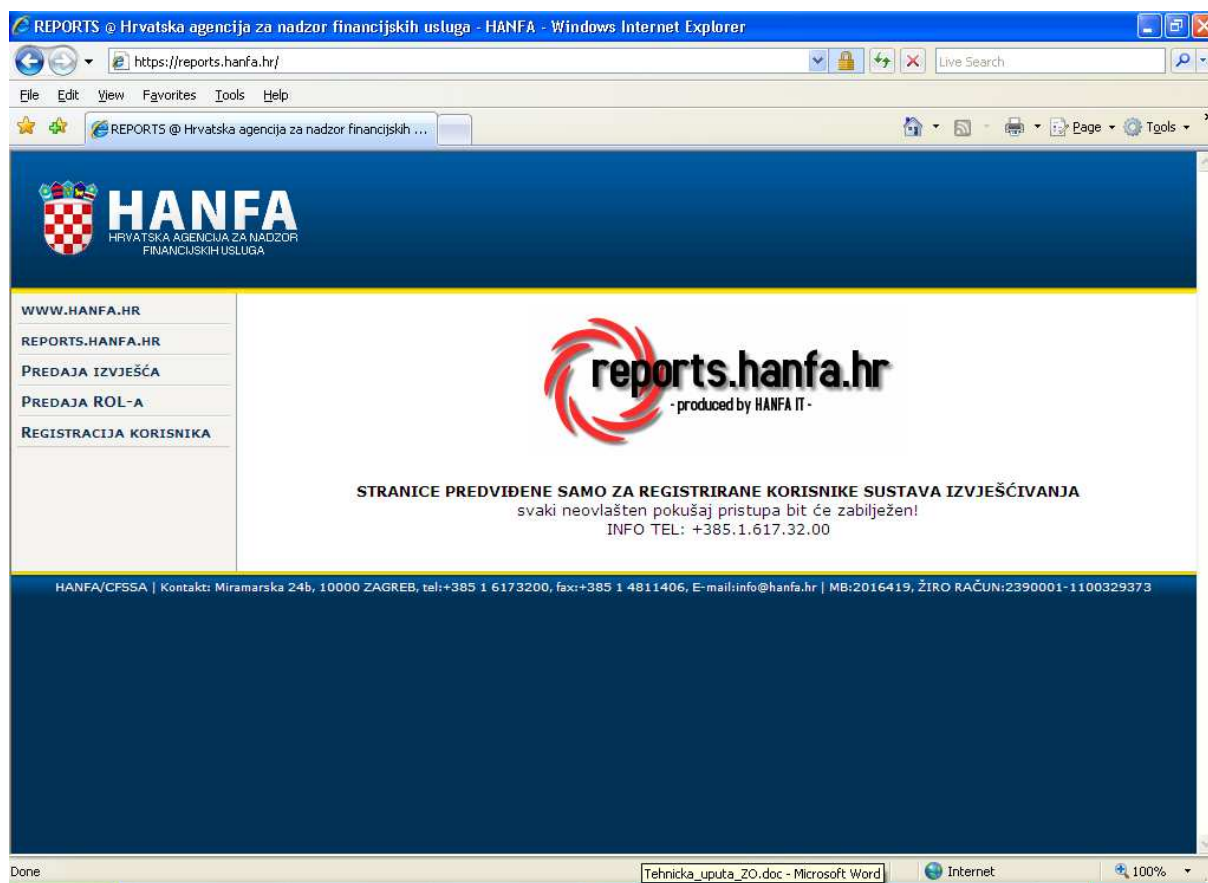 REPORTS @ Hrvatska agencija za nadzor financijskih usluga - HANFA - Windows Internet Explorer
https://reports.hanfa.hr/
Live Search
File Edit View Favorites Tools Help
REPORTS @ Hrvatska agencija za nadzor financijskih ...
Page Tools
HANFA
HRVATSKA AGENCIJA ZA NADZOR
FINANCIJSKIH USLUGA
WWW.HANFA.HR
REPORTS.HANFA.HR
PREDAJA IZVJEŠĆA
PREDAJA ROL-A
REGISTRACIJA KORISNIKA
reports.hanfa.hr
- produced by HANFA IT -
STRANICE PREDVIĐENE SAMO ZA REGISTRIRANE KORISNIKE SUSTAVA IZVJEŠĆIVANJA
svaki neovlašten pokušaj pristupa bit će zabilježen!
INFO TEL: +385.1.617.32.00
HANFA/CFSSA | Kontakt: Miramarska 24b, 10000 ZAGREB, tel:+385 1 6173200, fax:+385 1 4811406, E-mail:info@hanfa.hr | MB:2016419, ŽIRO RAČUN:2390001-1100329373
Done
Tehnicka_uputa_ZO.doc - Microsoft Word
Internet
100%